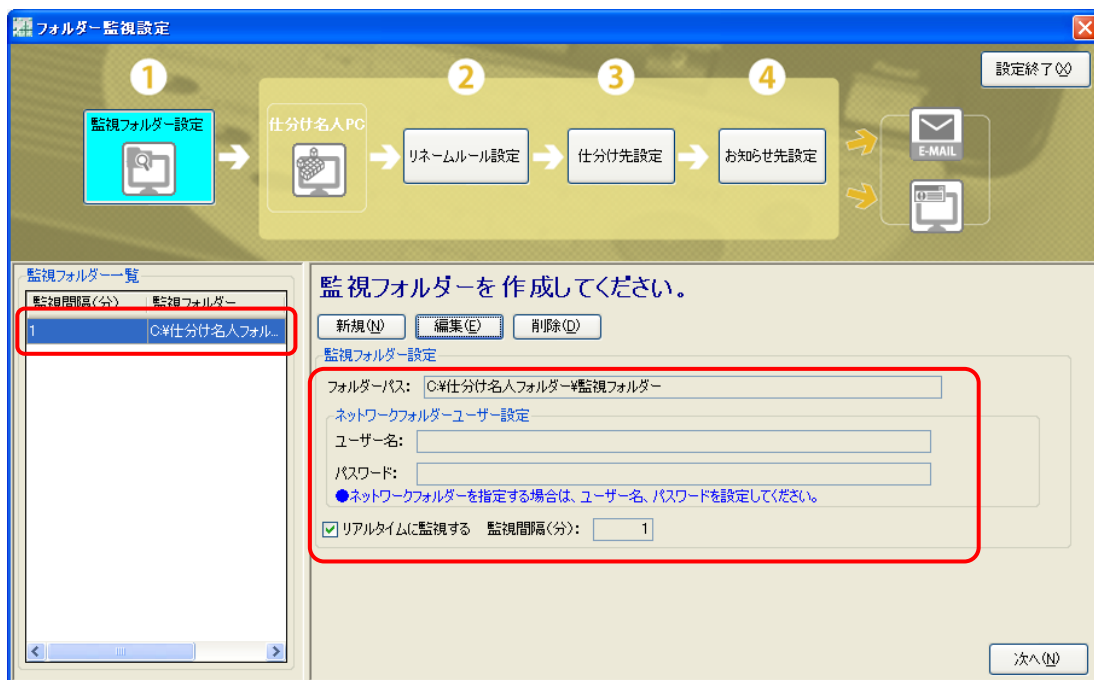 フォルダー監視設定
設定終了(X)
1
2
3
4
監視フォルダー設定
仕分け名人PC
リネームルール設定
仕分け先設定
お知らせ先設定
E-MAIL
監視フォルダー一覧
監視間隔(分) 監視フォルダー
1 C:¥仕分け名人フォル...
監視フォルダーを作成してください。
新規(N) 編集(E) 削除(D)
監視フォルダー設定
フォルダーパス: C:¥仕分け名人フォルダー¥監視フォルダー
ネットワークフォルダーユーザー設定
ユーザー名:
パスワード:
●ネットワークフォルダーを指定する場合は、ユーザー名、パスワードを設定してください。
リアルタイムに監視する 監視間隔(分): 1
次へ(N)